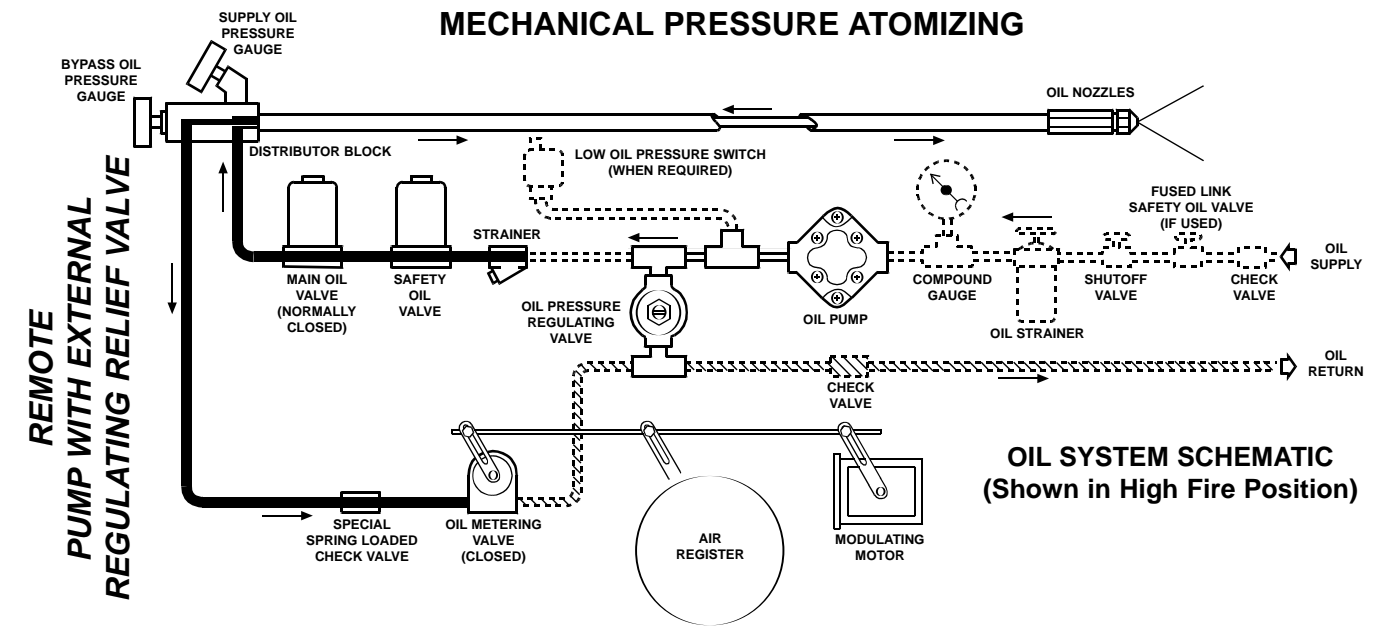 MECHANICAL PRESSURE ATOMIZING
SUPPLY OIL
PRESSURE
GAUGE
BYPASS OIL
PRESSURE
GAUGE
OIL NOZZLES
DISTRIBUTOR BLOCK
LOW OIL PRESSURE SWITCH
(WHEN REQUIRED)
FUSED LINK
SAFETY OIL VALVE
(IF USED)
STRAINER
OIL
SUPPLY
MAIN OIL
VALVE
(NORMALLY
CLOSED)
SAFETY
OIL
VALVE
OIL PRESSURE
REGULATING
VALVE
OIL PUMP
COMPOUND
GAUGE
OIL STRAINER
SHUTOFF
VALVE
CHECK
VALVE
OIL
RETURN
CHECK
VALVE
REMOTE
PUMP WITH EXTERNAL
REGULATING RELIEF VALVE
OIL SYSTEM SCHEMATIC
(Shown in High Fire Position)
SPECIAL
SPRING LOADED
CHECK VALVE
OIL METERING
VALVE
(CLOSED)
AIR
REGISTER
MODULATING
MOTOR